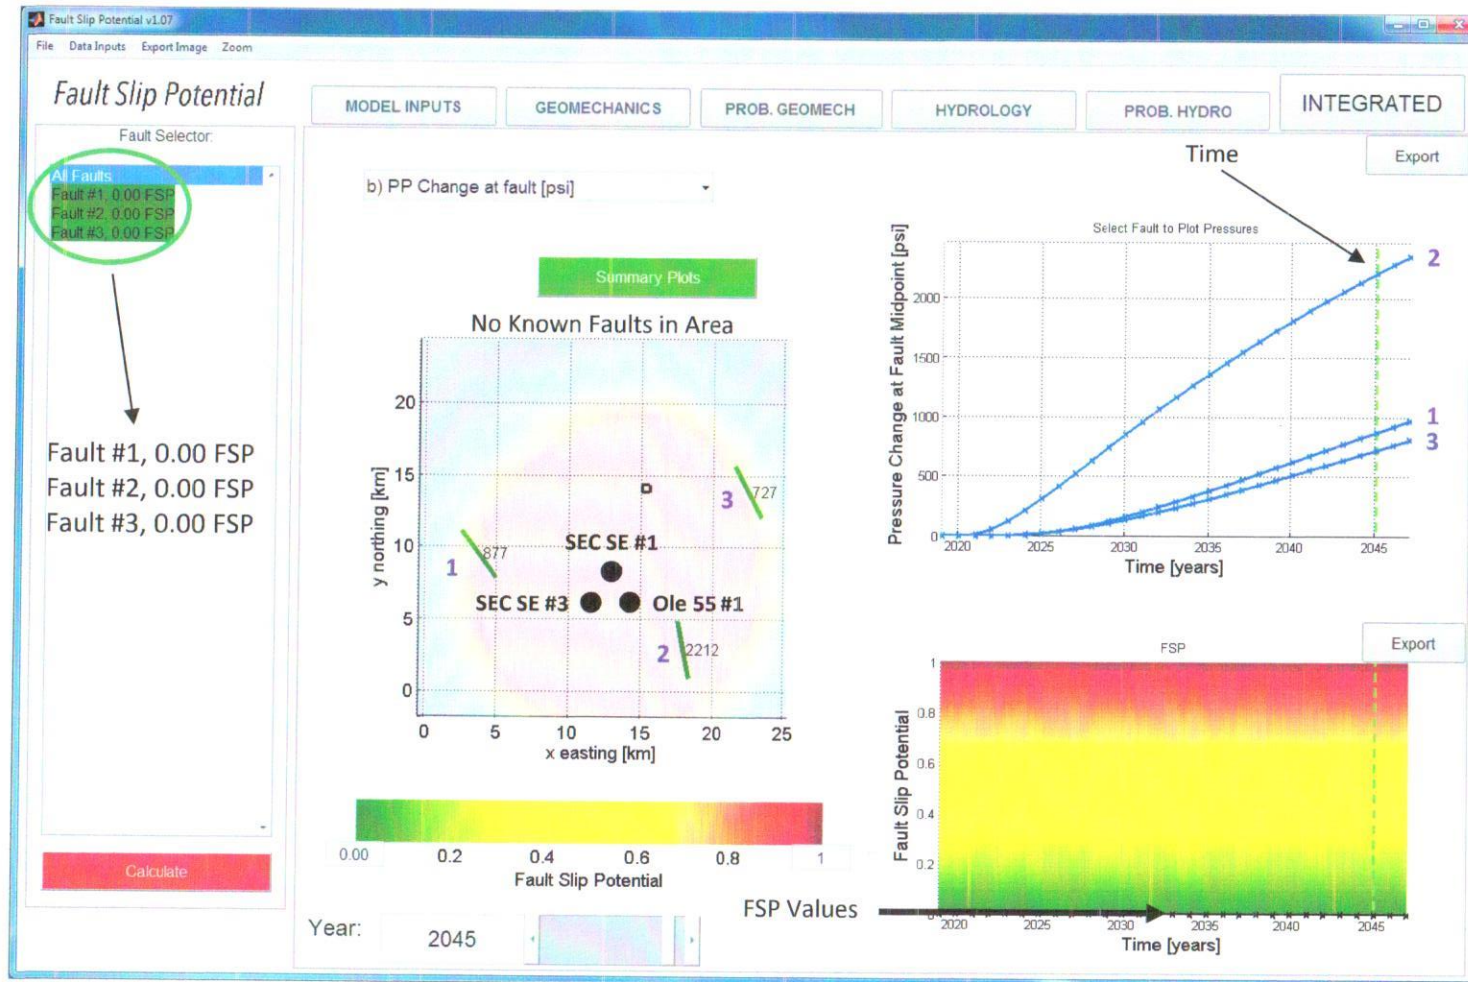 Fault Slip Potential v1.07
File Data Inputs Export Image Zoom
Fault Slip Potential
MODEL INPUTS
GEOMECHANICS
PROB. GEOMECH
HYDROLOGY
PROB. HYDRO
INTEGRATED
Fault Selector:
All Faults
Fault #1, 0.00 FSP
Fault #2, 0.00 FSP
Fault #3, 0.00 FSP
Fault #1, 0.00 FSP
Fault #2, 0.00 FSP
Fault #3, 0.00 FSP
Calculate
b) PP Change at fault [psi]
Summary Plots
No Known Faults in Area
20
15
10
5
0
y northing [km]
3
727
1
877
SEC SE #1
SEC SE #3
Ole 55 #1
2
2212
0 5 10 15 20 25
x easting [km]
0.00 0.2 0.4 0.6 0.8 1
Fault Slip Potential
Year:
2045
FSP Values
Time
Export
Select Fault to Plot Pressures
Pressure Change at Fault Midpoint [psi]
2000
1500
1000
500
0
2
1
3
2020 2025 2030 2035 2040 2045
Time [years]
Export
FSP
Fault Slip Potential
1
0.8
0.6
0.4
0.2
0
2020 2025 2030 2035 2040 2045
Time [years]